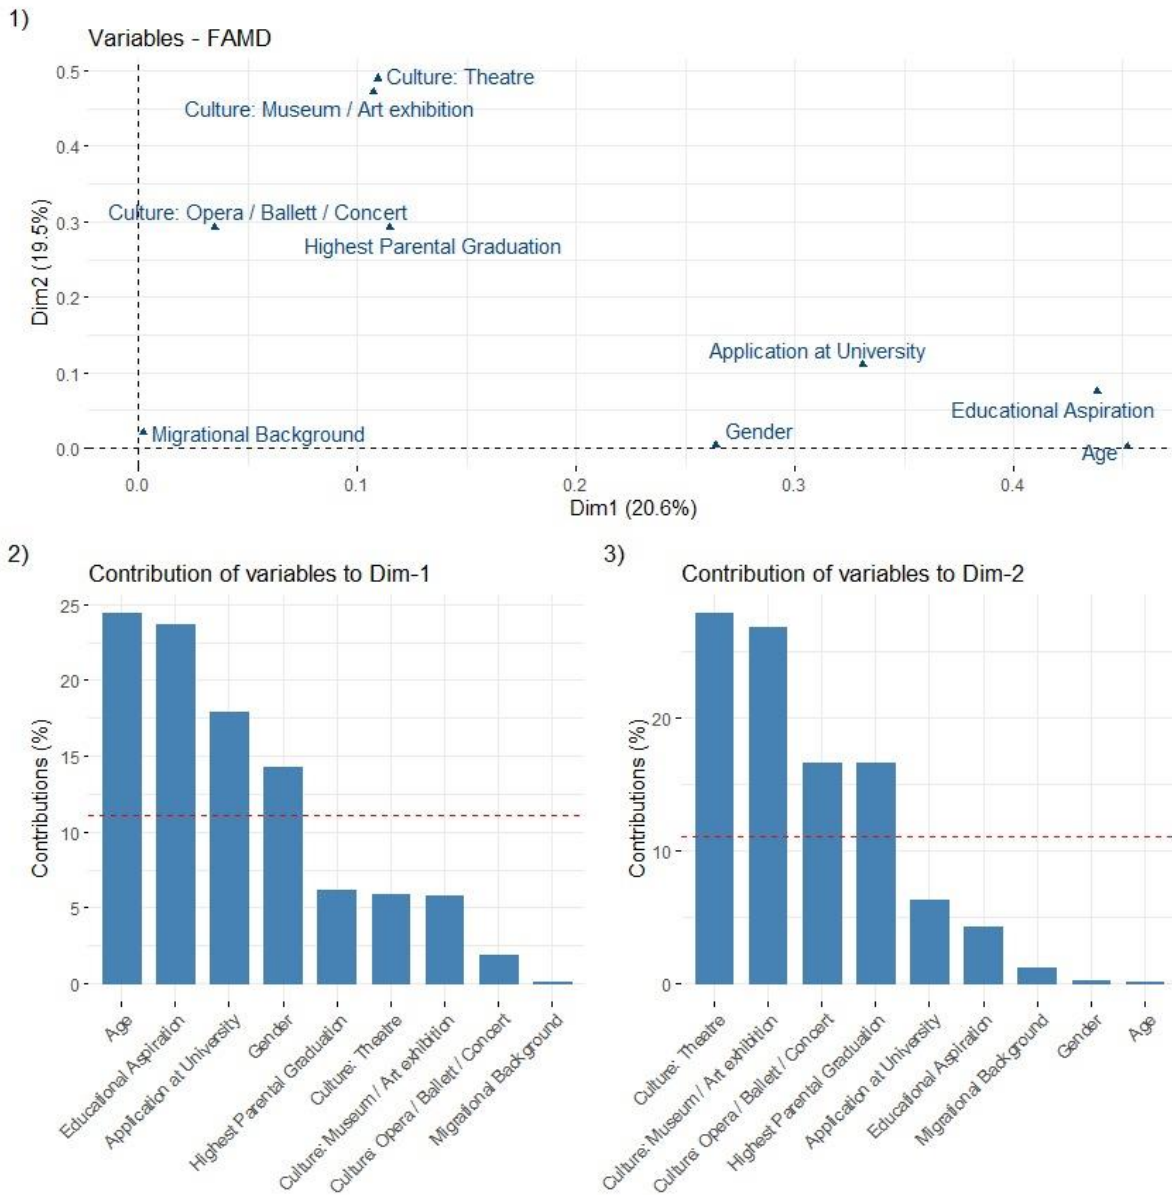 1)
Variables - FAMD
0.5
Culture: Theatre
Culture: Museum / Art exhibition
0.4
Dim2 (19.5%)
0.3
Culture: Opera / Ballett / Concert
Highest Parental Graduation
0.2
Application at University
0.1
Educational Aspiration
Migrational Background
Gender
Age
0.0
0.0
0.1
0.2
0.3
0.4
Dim1 (20.6%)
2)
Contribution of variables to Dim-1
25
20
15
10
5
0
Contributions (%)
Age
Educational Aspiration
Application at University
Gender
Highest Parental Graduation
Culture: Theatre
Culture: Museum / Art exhibition
Culture: Opera / Ballett / Concert
Migrational Background
3)
Contribution of variables to Dim-2
20
10
0
Contributions (%)
Culture: Theatre
Culture: Museum / Art exhibition
Culture: Opera / Ballett / Concert
Highest Parental Graduation
Application at University
Educational Aspiration
Migrational Background
Gender
Age